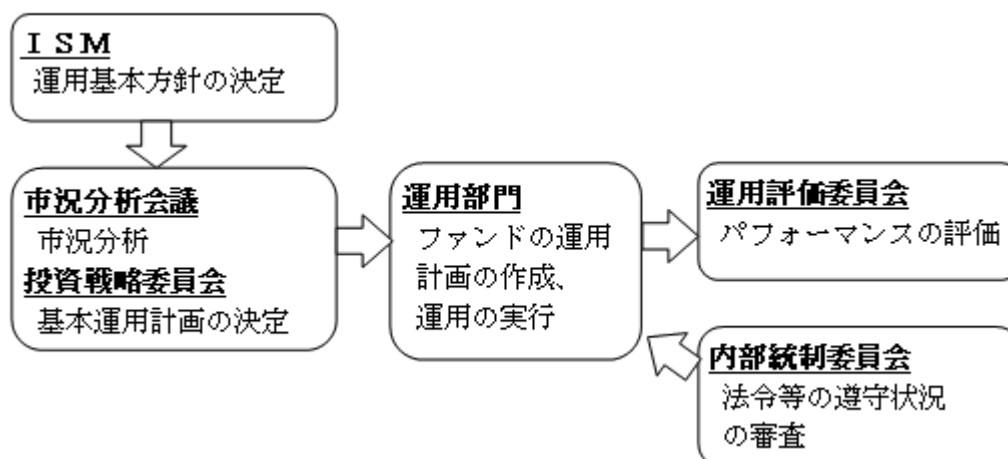 ＩＳＭ
運用基本方針の決定
市況分析会議
市況分析
投資戦略委員会
基本運用計画の決定
運用部門
ファンドの運用
計画の作成、
運用の実行
運用評価委員会
パフォーマンスの評価
内部統制委員会
法令等の遵守状況
の審査